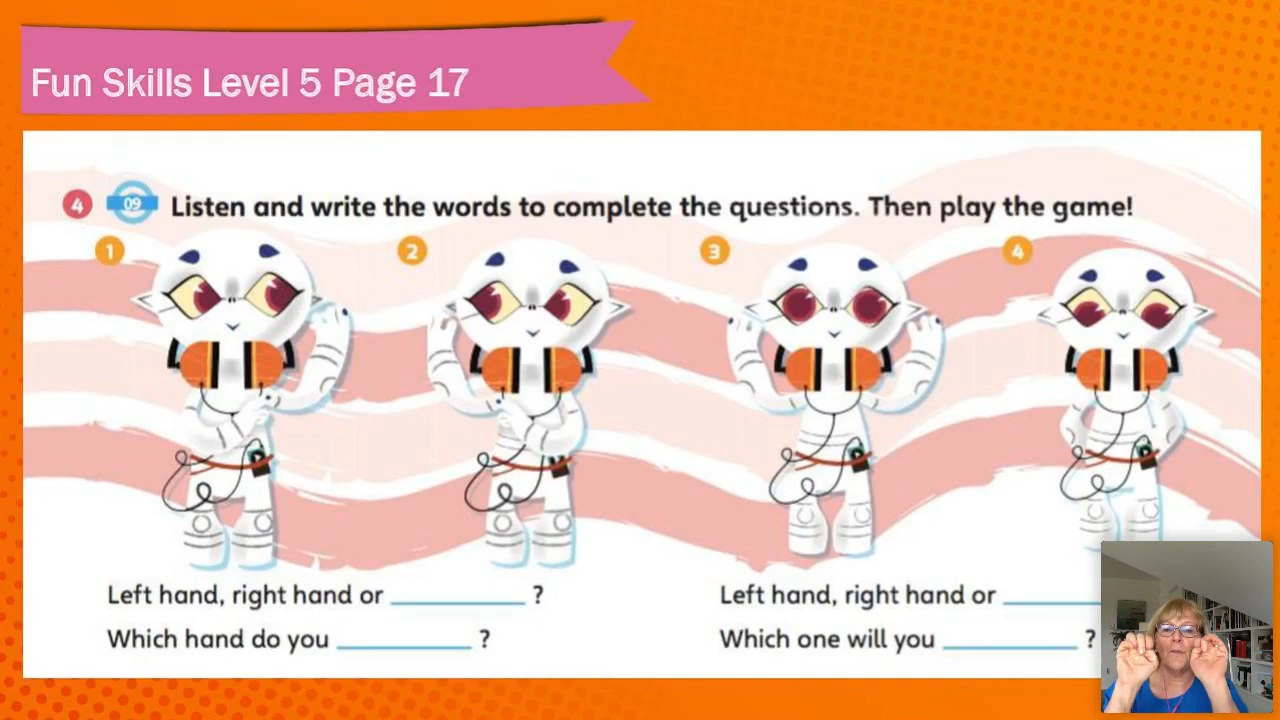 Fun Skills Level 5 Page 17
4 09 Listen and write the words to complete the questions. Then play the game!
1 2 3 4
Left hand, right hand or ?
Which hand do you ?
Left hand, right hand or
Which one will you ?